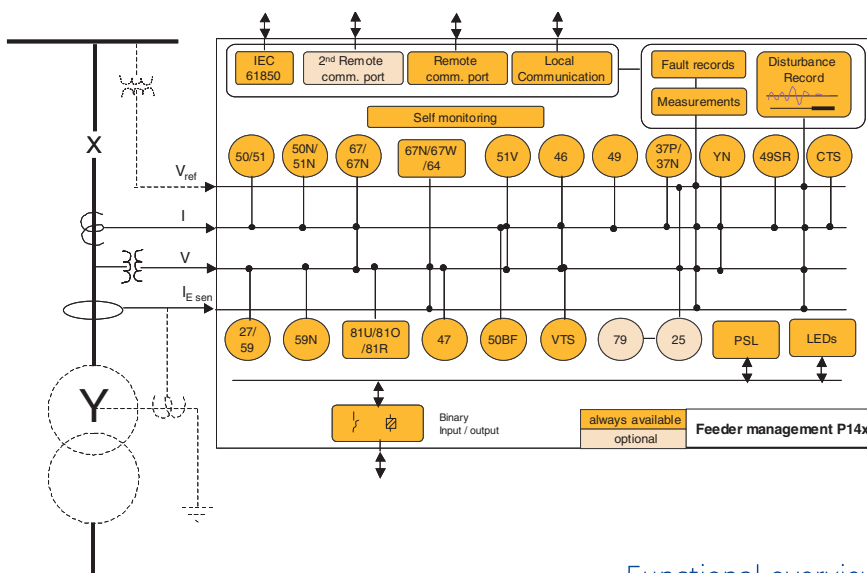 IEC
61850
2nd Remote
comm. port
Remote
comm. port
Local
Communication
Fault records
Measurements
Disturbance
Record
Self monitoring
X
50/51
50N/
51N
67/
67N
67N/67W
/64
51V
46
49
37P/
37N
YN
49SR
CTS
Vref
I
V
IE sen
27/
59
59N
81U/81O
/81R
47
50BF
VTS
79
25
PSL
LEDs
Y
Binary
Input / output
always available
optional
Feeder management P14x